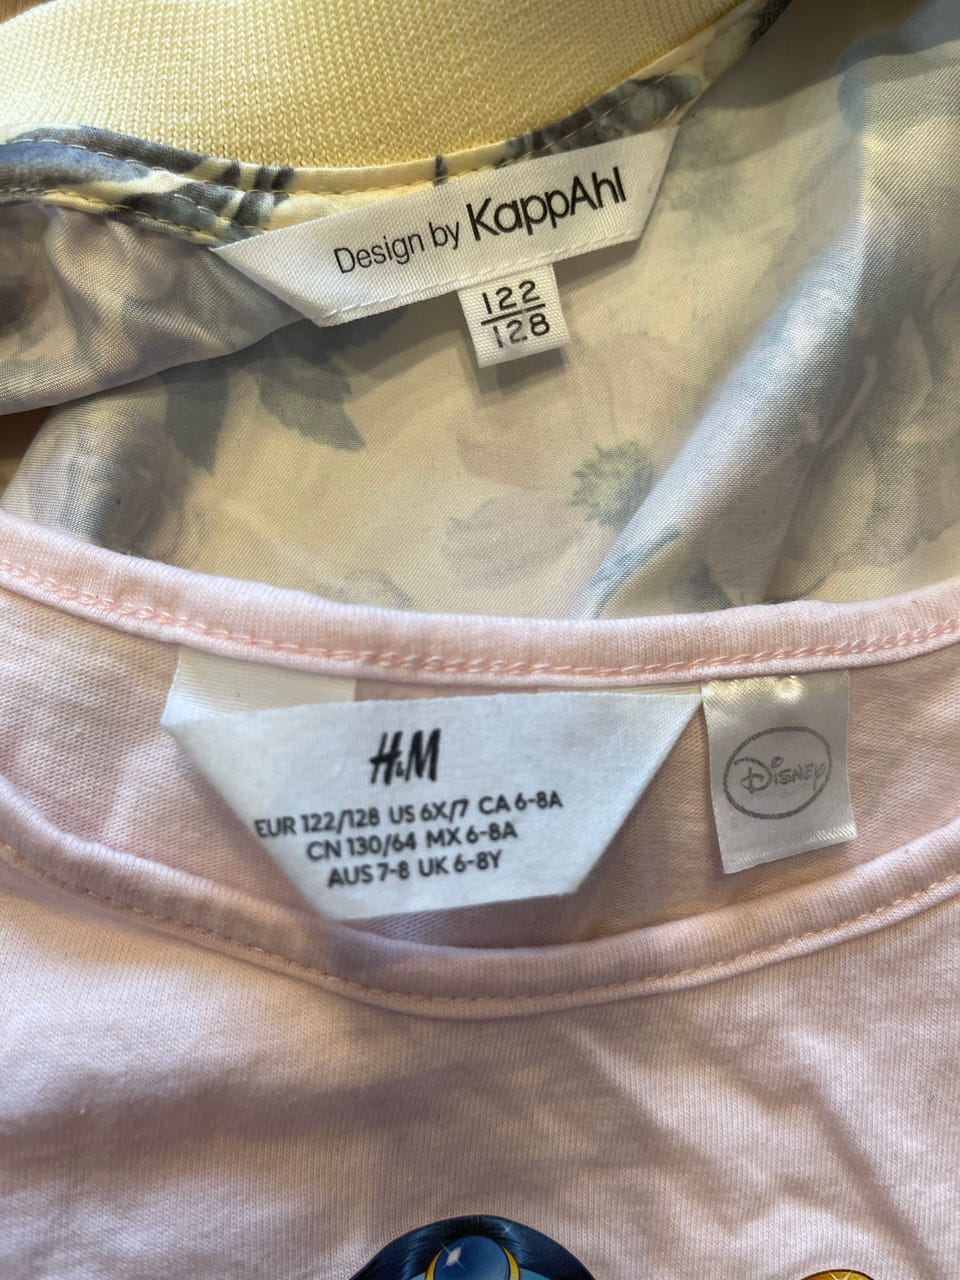 Design by KappAhl
122
128
H&M
EUR 122/128 US 6X/7 CA 6-8A
CN 130/64 MX 6-8A
AUS 7-8 UK 6-8Y
Disney